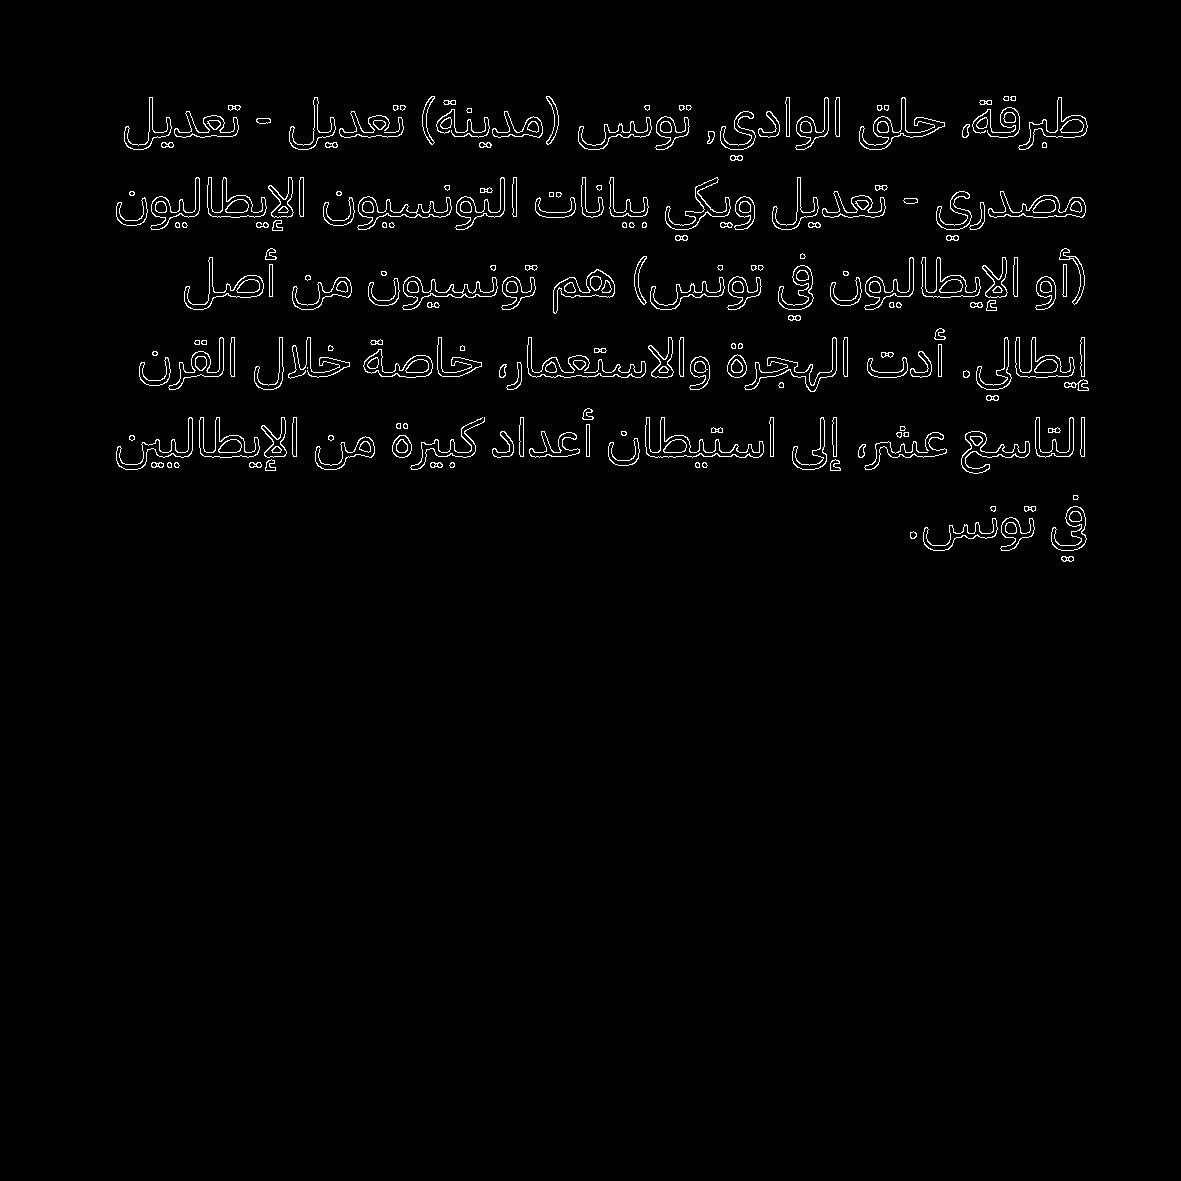 طبرقة، حلق الوادي, تونس (مدينة) تعديل - تعديل
مصدري - تعديل ويكي بيانات التونسيون الإيطاليون
(أو الإيطاليون في تونس) هم تونسيون من أصل
إيطالي. أدت الهجرة والاستعمار، خاصة خلال القرن
التاسع عشر، إلى استيطان أعداد كبيرة من الإيطاليين
في تونس.